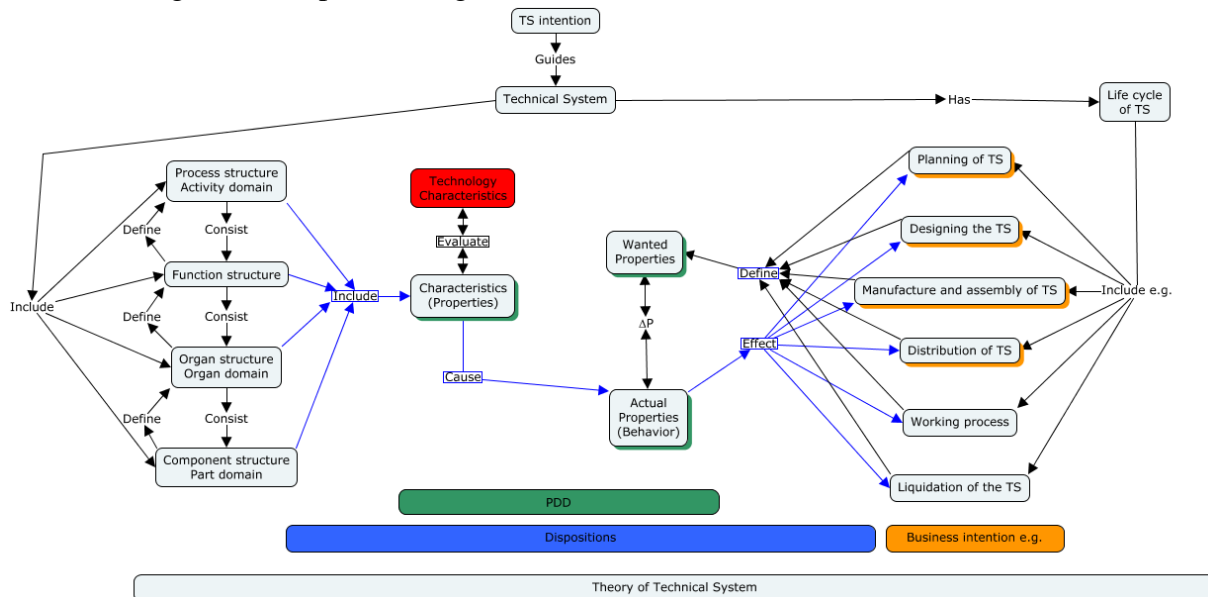 TS intention
Guides
Technical System
Has
Life cycle
of TS
Process structure
Activity domain
Technology
Characteristics
Planning of TS
Define
Consist
Evaluate
Wanted
Properties
Designing the TS
Function structure
Define
Characteristics
(Properties)
Include
Include
Manufacture and assembly of TS
Include e.g.
Define
Consist
ΔP
Effect
Distribution of TS
Organ structure
Organ domain
Cause
Actual
Properties
(Behavior)
Define
Consist
Working process
Component structure
Part domain
Liquidation of the TS
PDD
Dispositions
Business intention e.g.
Theory of Technical System